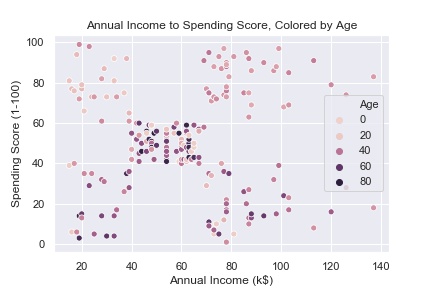 Annual Income to Spending Score, Colored by Age
100
80
60
40
20
0
Spending Score (1-100)
20 40 60 80 100 120 140
Annual Income (k$)
Age
0
20
40
60
80